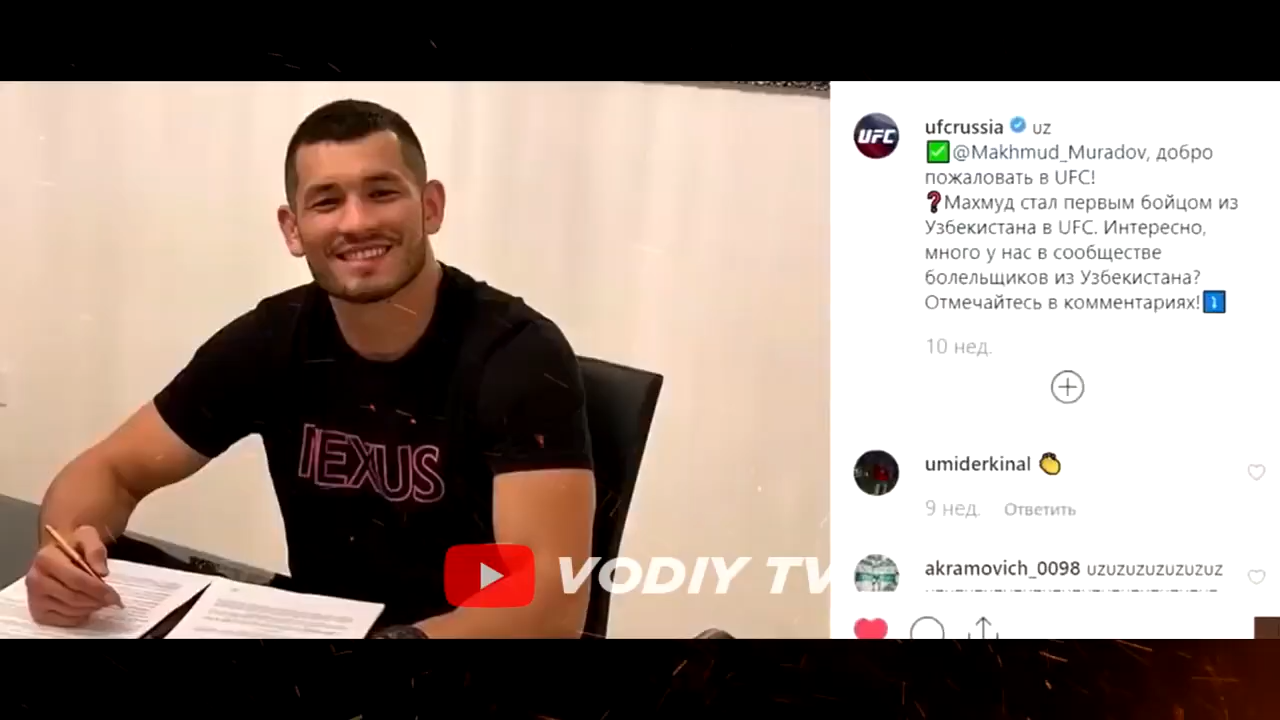 NEXUS
VODIY TV
UFC
ufcrussia uz
@Makhmud_Muradov, добро
пожаловать в UFC!
Махмуд стал первым бойцом из
Узбекистана в UFC. Интересно,
много у нас в сообществе
болельщиков из Узбекистана?
Отмечайтесь в комментариях!
10 нед.
umiderkinal
9 нед. Ответить
akramovich_0098 uzuzuzuzuzuzuz